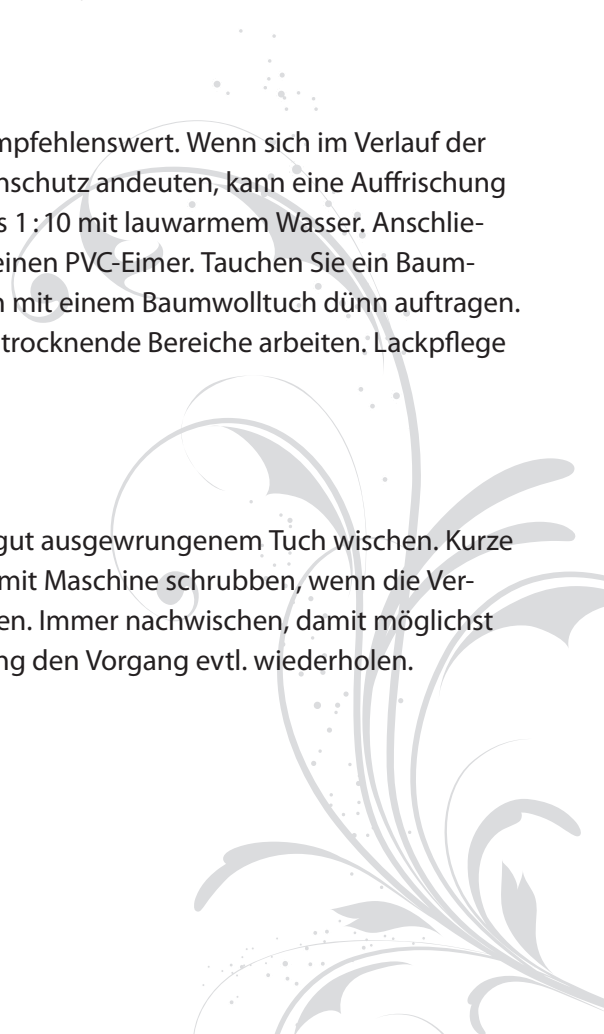 mpfehlenswert. Wenn sich im Verlauf der
nschutz andeuten, kann eine Auffrischung
s 1:10 mit lauwarmem Wasser. Anschlie-
einen PVC-Eimer. Tauchen Sie ein Baum-
n mit einem Baumwolltuch dünn auftragen.
trocknende Bereiche arbeiten. Lackpflege
gut ausgewrungenem Tuch wischen. Kurze
mit Maschine schrubben, wenn die Ver-
en. Immer nachwischen, damit möglichst
ng den Vorgang evtl. wiederholen.